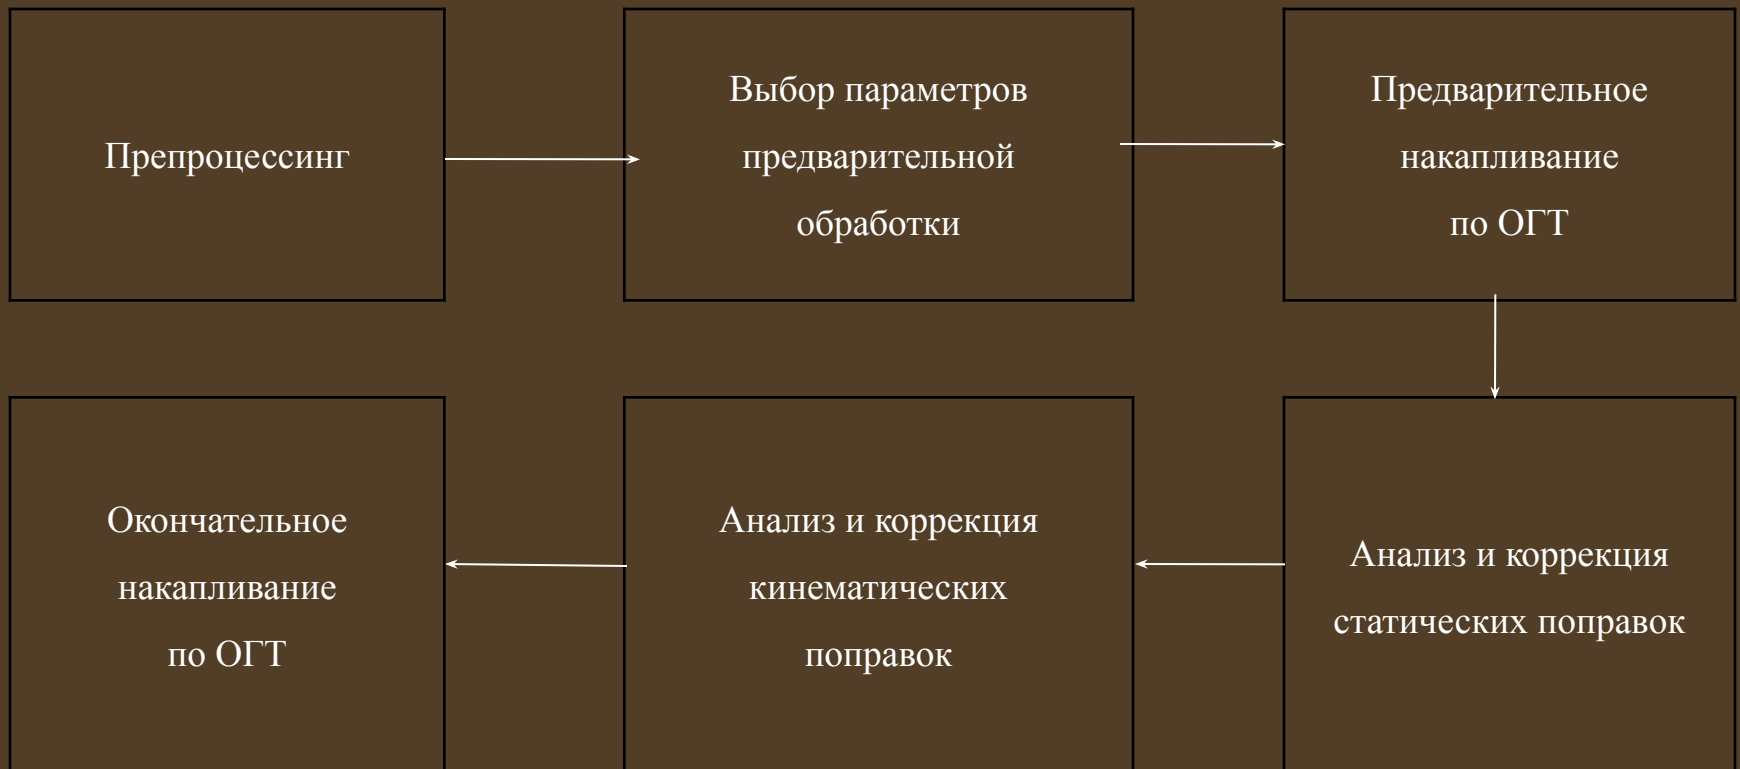 Препроцессинг
Выбор параметров
предварительной
обработки
Предварительное
накапливание
по ОГТ
Анализ и коррекция
статических поправок
Анализ и коррекция
кинематических
поправок
Окончательное
накапливание
по ОГТ